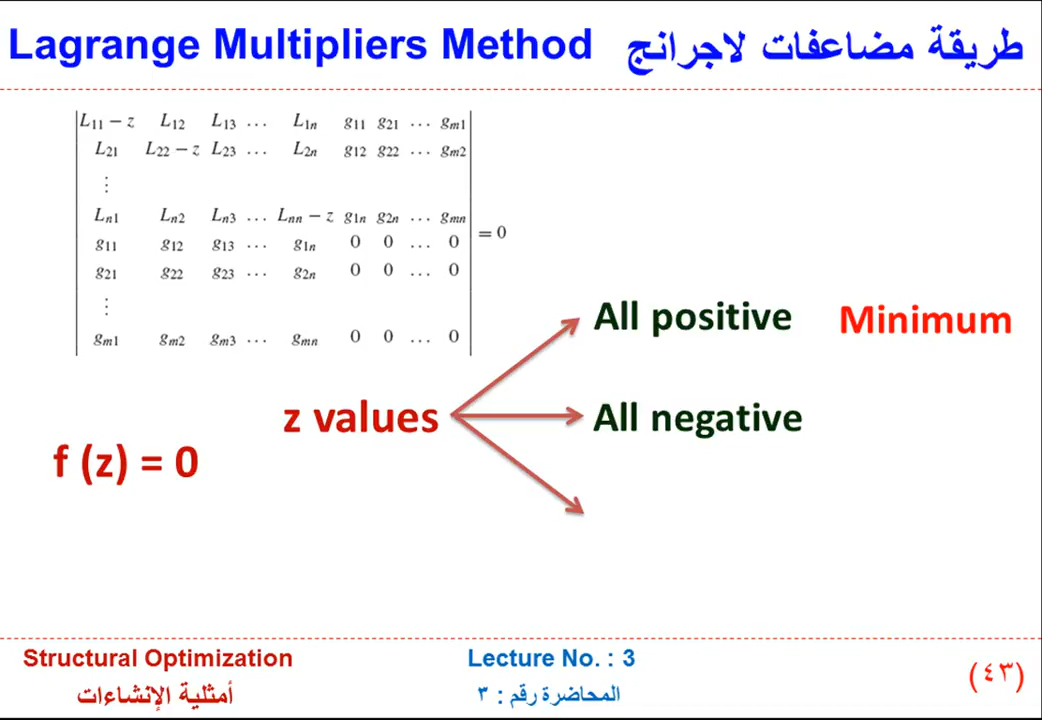 Lagrange Multipliers Method طريقة مضاعفات لاجرانج
L11 − z L12 L13 ... L1n g11 g21 ... gm1
L21 L22 − z L23 ... L2n g12 g22 ... gm2
⋮
Ln1 Ln2 Ln3 ... Lnn − z g1n g2n ... gmn
= 0
g11 g12 g13 ... g1n 0 0 ... 0
g21 g22 g23 ... g2n 0 0 ... 0
⋮
gm1 gm2 gm3 ... gmn 0 0 ... 0
All positive Minimum
z values All negative
f (z) = 0
Structural Optimization Lecture No. : 3
أمثلية الإنشاءات المحاضرة رقم : ٣
(٤٣)